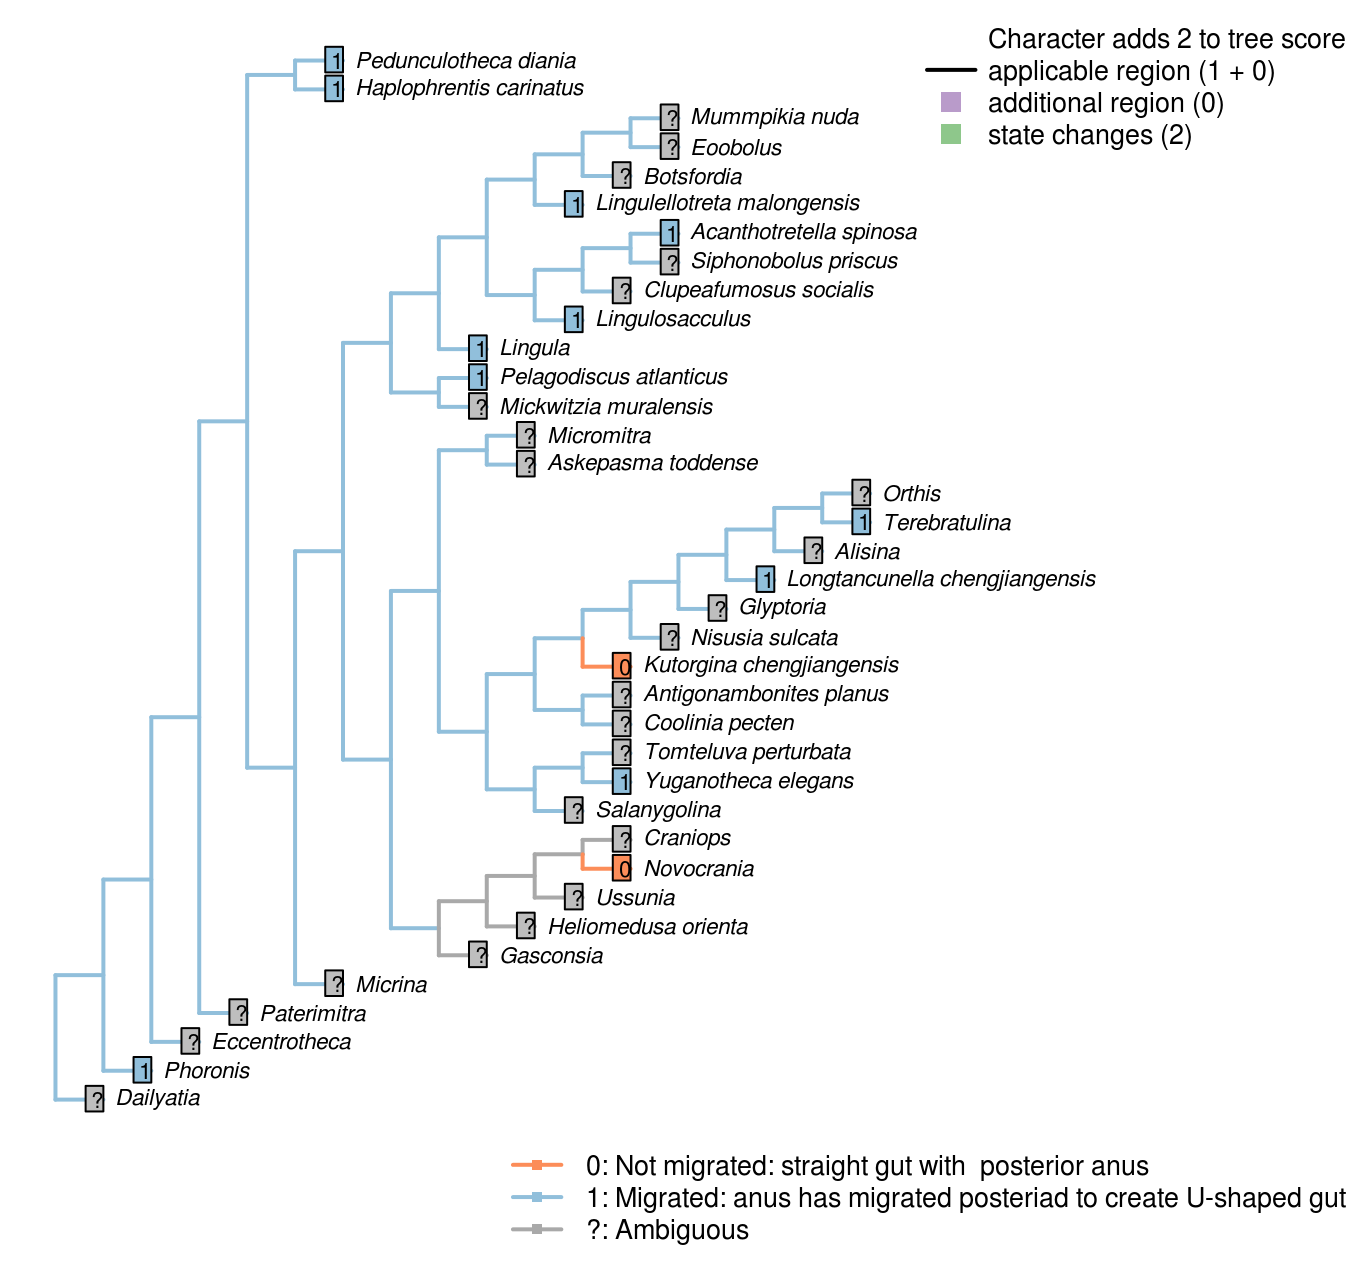 Character adds 2 to tree score
applicable region (1 + 0)
additional region (0)
state changes (2)
1 Pedunculotheca diania
1 Haplophrentis carinatus
? Mummpikia nuda
? Eoobolus
? Botsfordia
1 Lingulellotreta malongensis
1 Acanthotretella spinosa
? Siphonobolus priscus
? Clupeafumosus socialis
1 Lingulosacculus
1 Lingula
1 Pelagodiscus atlanticus
? Mickwitzia muralensis
? Micromitra
? Askepasma toddense
? Orthis
1 Terebratulina
? Alisina
1 Longtancunella chengjiangensis
? Glyptoria
? Nisusia sulcata
0 Kutorgina chengjiangensis
? Antigonambonites planus
? Coolinia pecten
? Tomteluva perturbata
1 Yuganotheca elegans
? Salanygolina
? Craniops
0 Novocrania
? Ussunia
? Heliomedusa orienta
? Gasconsia
? Micrina
? Paterimitra
? Eccentrotheca
1 Phoronis
? Dailyatia
0: Not migrated: straight gut with  posterior anus
1: Migrated: anus has migrated posteriad to create U-shaped gut
?: Ambiguous